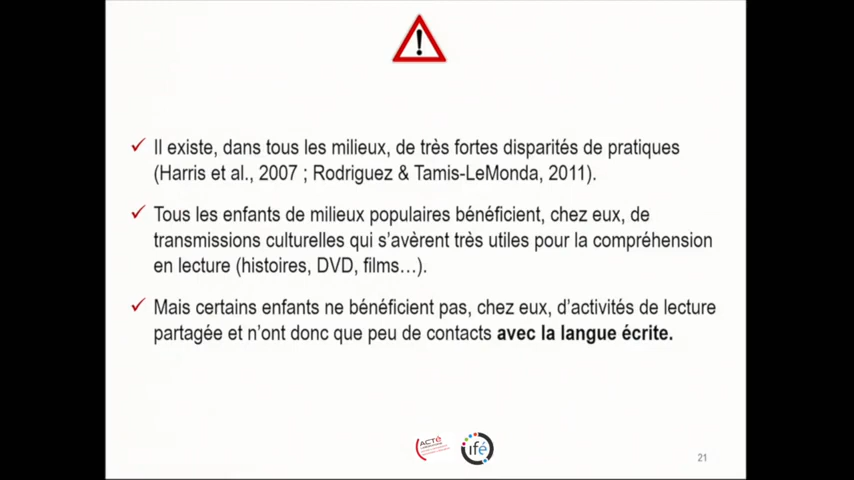 Il existe, dans tous les milieux, de très fortes disparités de pratiques
(Harris et al., 2007 ; Rodriguez & Tamis-LeMonda, 2011).
Tous les enfants de milieux populaires bénéficient, chez eux, de
transmissions culturelles qui s’avèrent très utiles pour la compréhension
en lecture (histoires, DVD, films…).
Mais certains enfants ne bénéficient pas, chez eux, d’activités de lecture
partagée et n’ont donc que peu de contacts avec la langue écrite.
ACTé
ifé
21